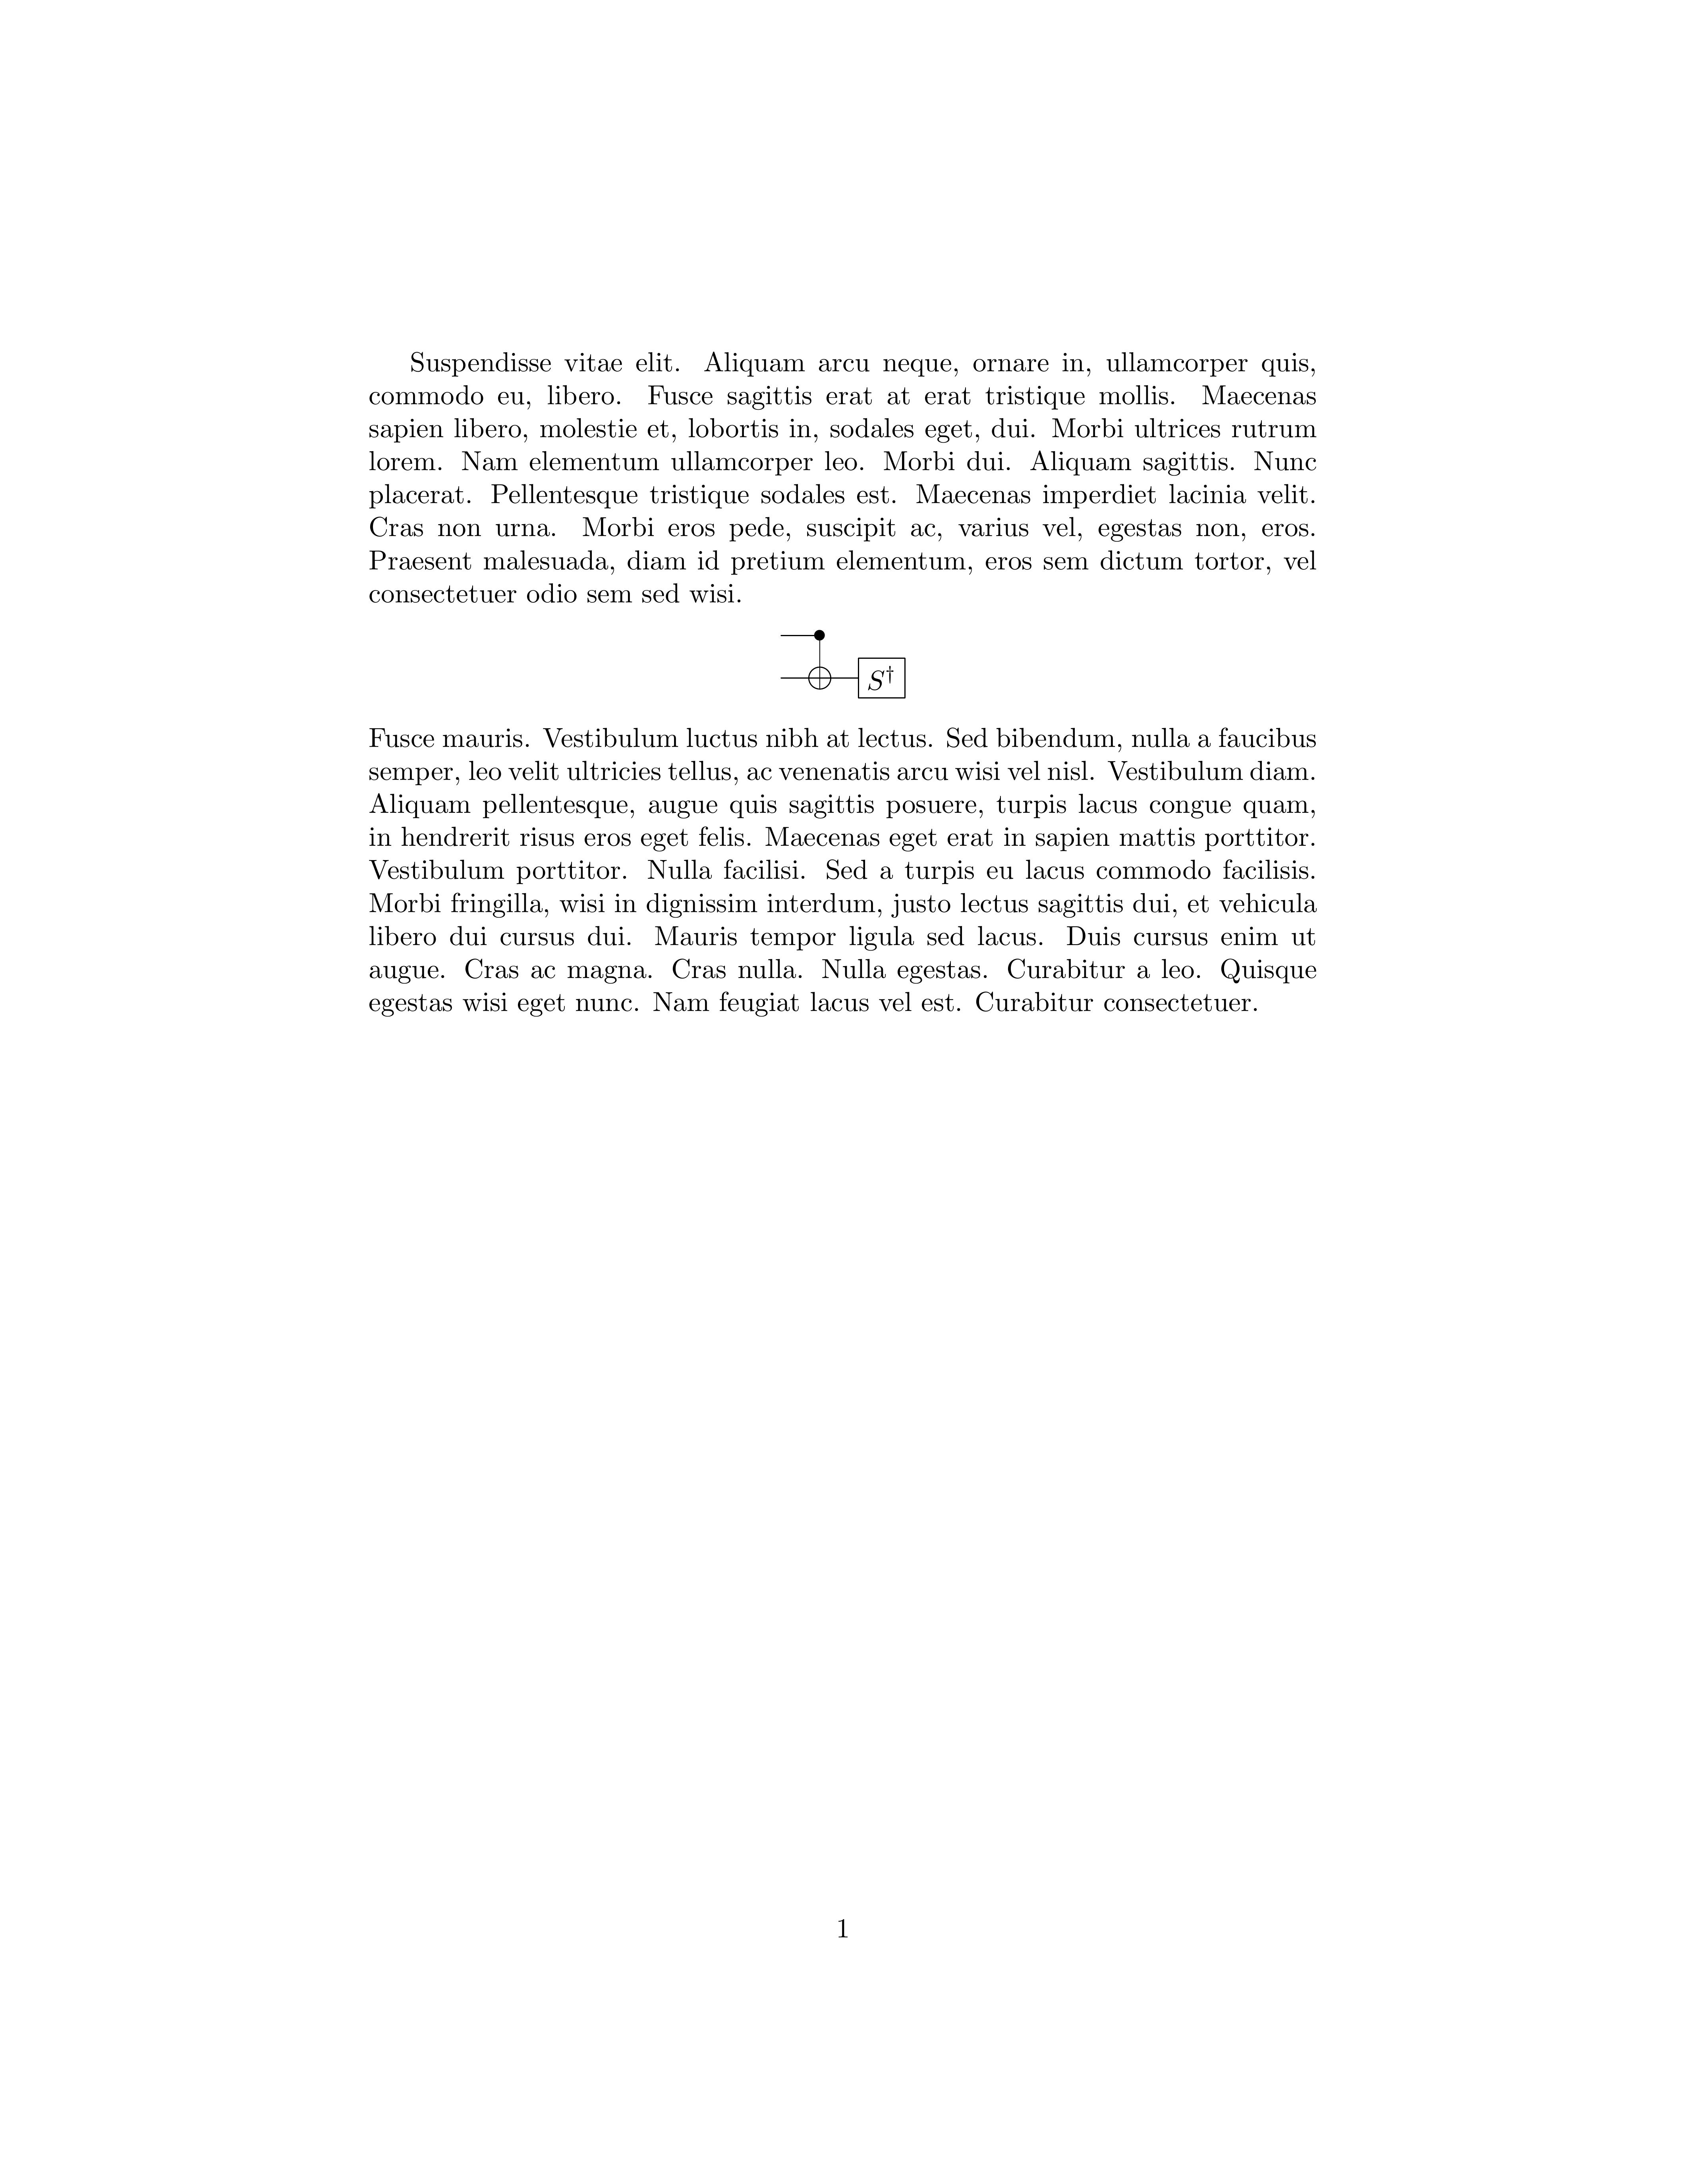 Suspendisse vitae elit. Aliquam arcu neque, ornare in, ullamcorper quis,
commodo eu, libero. Fusce sagittis erat at erat tristique mollis. Maecenas
sapien libero, molestie et, lobortis in, sodales eget, dui. Morbi ultrices rutrum
lorem. Nam elementum ullamcorper leo. Morbi dui. Aliquam sagittis. Nunc
placerat. Pellentesque tristique sodales est. Maecenas imperdiet lacinia velit.
Cras non urna. Morbi eros pede, suscipit ac, varius vel, egestas non, eros.
Praesent malesuada, diam id pretium elementum, eros sem dictum tortor, vel
consectetuer odio sem sed wisi.
S†
Fusce mauris. Vestibulum luctus nibh at lectus. Sed bibendum, nulla a faucibus
semper, leo velit ultricies tellus, ac venenatis arcu wisi vel nisl. Vestibulum diam.
Aliquam pellentesque, augue quis sagittis posuere, turpis lacus congue quam,
in hendrerit risus eros eget felis. Maecenas eget erat in sapien mattis porttitor.
Vestibulum porttitor. Nulla facilisi. Sed a turpis eu lacus commodo facilisis.
Morbi fringilla, wisi in dignissim interdum, justo lectus sagittis dui, et vehicula
libero dui cursus dui. Mauris tempor ligula sed lacus. Duis cursus enim ut
augue. Cras ac magna. Cras nulla. Nulla egestas. Curabitur a leo. Quisque
egestas wisi eget nunc. Nam feugiat lacus vel est. Curabitur consectetuer.
1